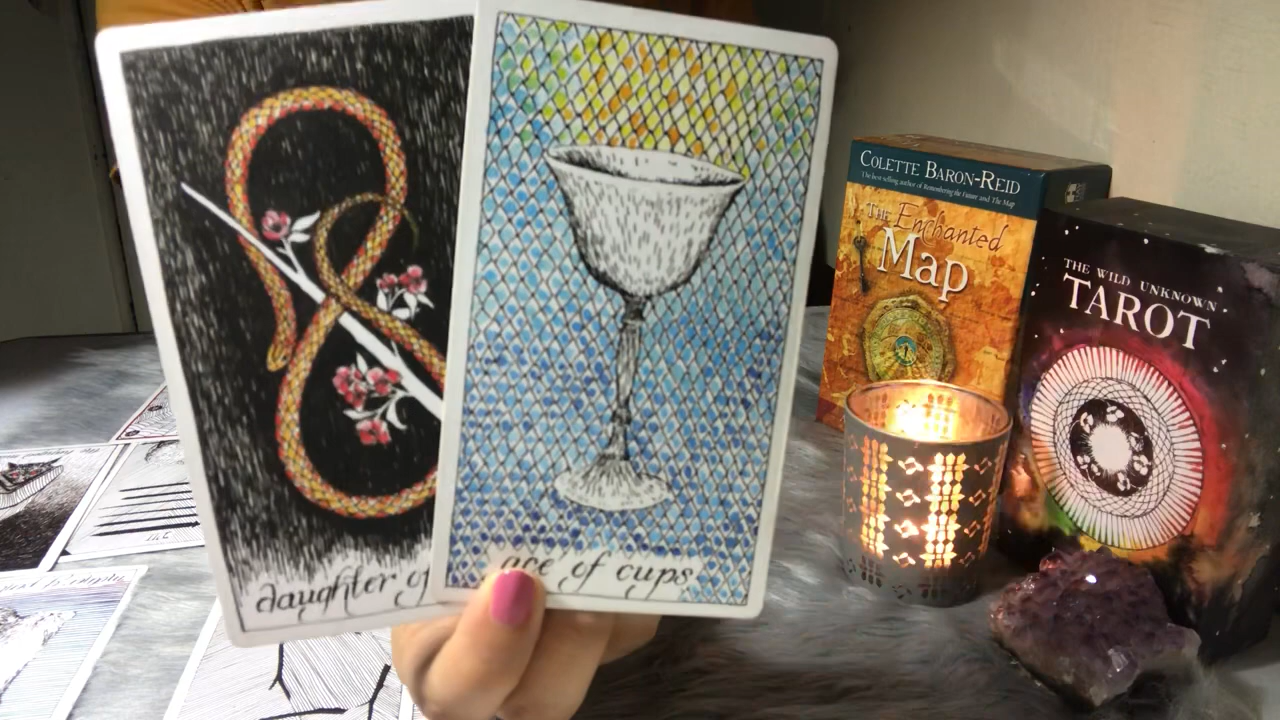 daughter of
ace of cups
COLETTE BARON-REID
The best-selling author of Remembering the Future and The Map
THE Enchanted
Map
THE WILD UNKNOWN
TAROT